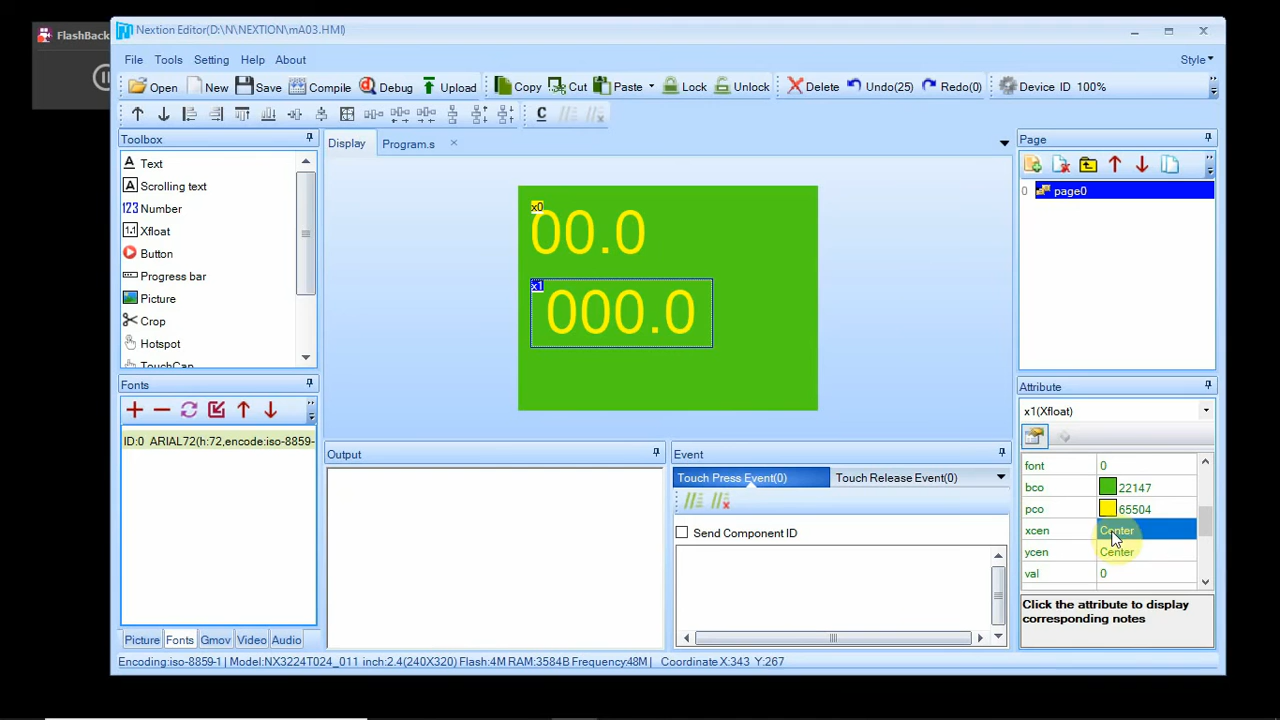 FlashBack
Nextion Editor(D:\N\NEXTION\mA03.HMI)
File Tools Setting Help About Style
Open New Save Compile Debug Upload Copy Cut Paste Lock Unlock Delete Undo(25) Redo(0) Device ID 100%
C
Toolbox
A Text
A Scrolling text
123 Number
1.1 Xfloat
Button
Progress bar
Picture
Crop
Hotspot
TouchCap
Fonts
ID:0 ARIAL72(h:72,encode:iso-8859-
Picture Fonts Gmov Video Audio
Display Program.s
x0
00.0
x1
000.0
Output
Event
Touch Press Event(0) Touch Release Event(0)
Send Component ID
Page
0 page0
Attribute
x1(Xfloat)
font 0
bco 22147
pco 65504
xcen Center
ycen Center
val 0
Click the attribute to display
corresponding notes
Encoding:iso-8859-1 Model:NX3224T024_011 inch:2.4(240X320) Flash:4M RAM:3584B Frequency:48M Coordinate X:343 Y:267